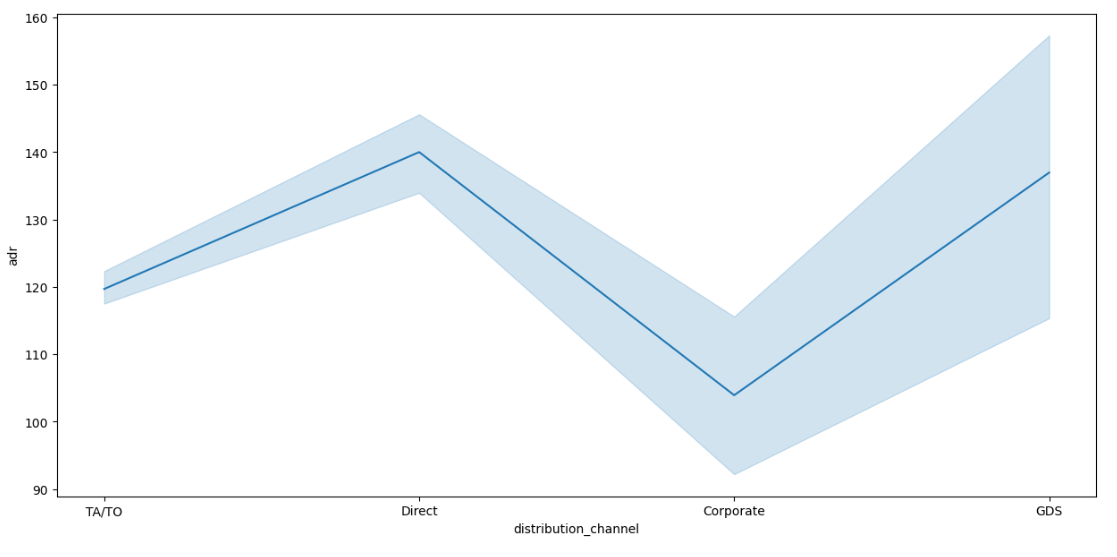 160
150
140
130
120
110
100
90
adr
TA/TO
Direct
Corporate
GDS
distribution_channel